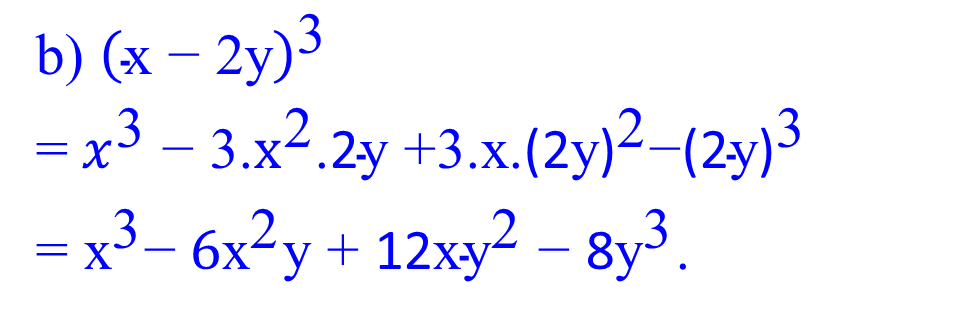 b) (x − 2y)³
= x³ − 3.x².2y +3.x.(2y)²−(2y)³
= x³− 6x²y + 12xy² − 8y³.